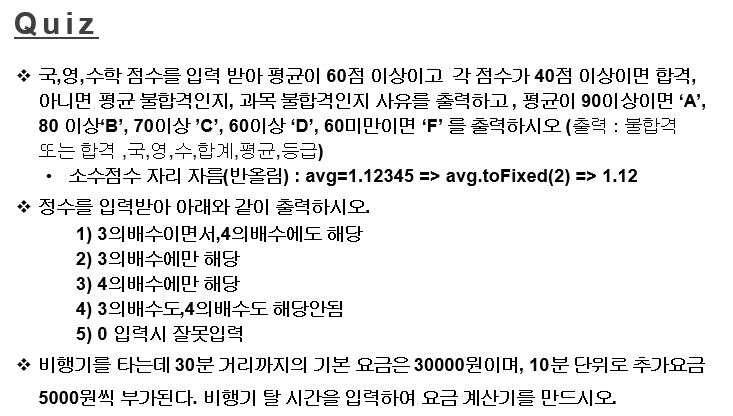 Quiz
❖ 국,영,수학 점수를 입력 받아 평균이 60점 이상이고 각 점수가 40점 이상이면 합격,
아니면 평균 불합격인지, 과목 불합격인지 사유를 출력하고, 평균이 90이상이면 ‘A’,
80 이상‘B’, 70이상 ’C’, 60이상 ‘D’, 60미만이면 ‘F’ 를 출력하시오 (출력 : 불합격
또는 합격 ,국,영,수,합계,평균,등급)
• 소수점수 자리 자름(반올림) : avg=1.12345 => avg.toFixed(2) => 1.12
❖ 정수를 입력받아 아래와 같이 출력하시오.
1) 3의배수이면서,4의배수에도 해당
2) 3의배수에만 해당
3) 4의배수에만 해당
4) 3의배수도,4의배수도 해당안됨
5) 0 입력시 잘못입력
❖ 비행기를 타는데 30분 거리까지의 기본 요금은 30000원이며, 10분 단위로 추가요금
5000원씩 부가된다. 비행기 탈 시간을 입력하여 요금 계산기를 만드시오.